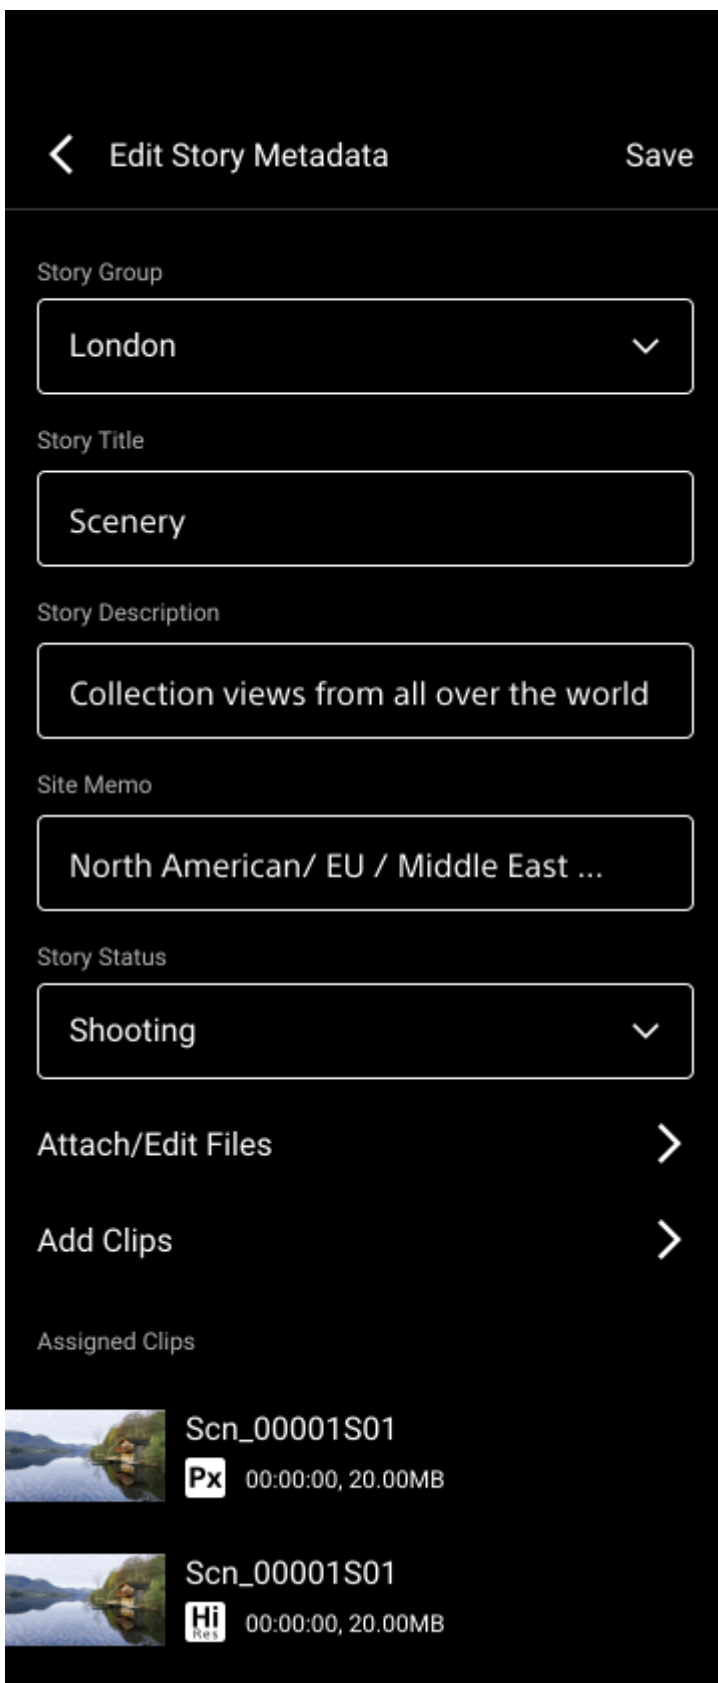 Edit Story Metadata Save
Story Group
London
Story Title
Scenery
Story Description
Collection views from all over the world
Site Memo
North American/ EU / Middle East ...
Story Status
Shooting
Attach/Edit Files
Add Clips
Assigned Clips
Scn_00001S01
Px 00:00:00, 20.00MB
Scn_00001S01
Hi Res 00:00:00, 20.00MB